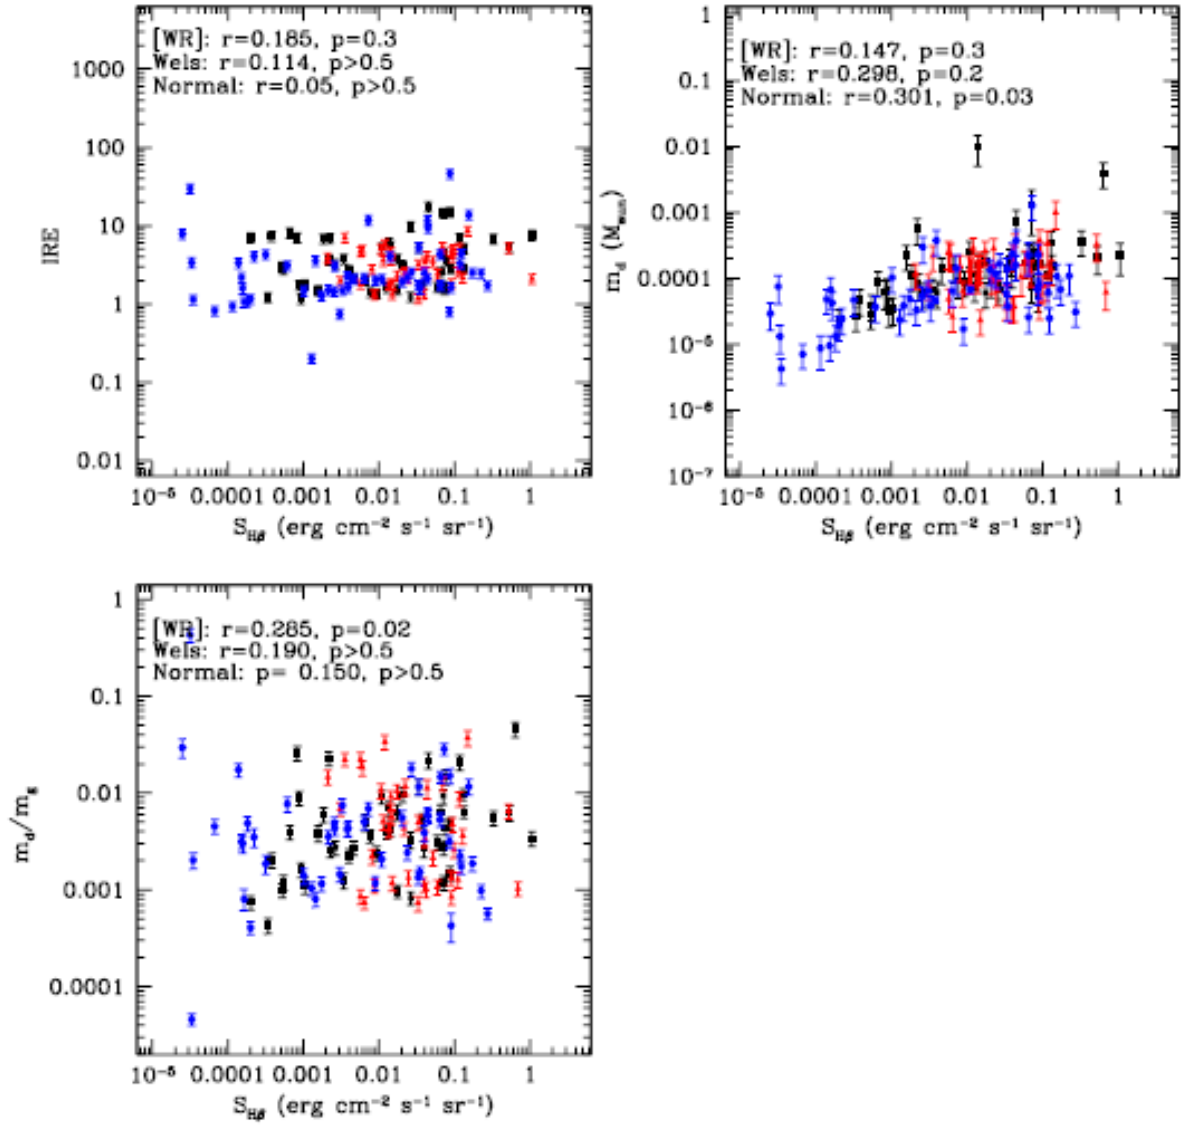 [WR]: r=0.185, p=0.3
Wels: r=0.114, p>0.5
Normal: r=0.05, p>0.5
1000
100
10
1
0.1
0.01
IRE
10⁻⁵ 0.0001 0.001 0.01 0.1 1
S_Hβ (erg cm⁻² s⁻¹ sr⁻¹)
[WR]: r=0.147, p=0.3
Wels: r=0.298, p=0.2
Normal: r=0.301, p=0.03
1
0.1
0.01
0.001
0.0001
10⁻⁵
10⁻⁶
10⁻⁷
m_d (M_sun)
10⁻⁵ 0.0001 0.001 0.01 0.1 1
S_Hβ (erg cm⁻² s⁻¹ sr⁻¹)
[WR]: r=0.285, p=0.02
Wels: r=0.190, p>0.5
Normal: p= 0.150, p>0.5
1
0.1
0.01
0.001
0.0001
m_d/m_g
10⁻⁵ 0.0001 0.001 0.01 0.1 1
S_Hβ (erg cm⁻² s⁻¹ sr⁻¹)